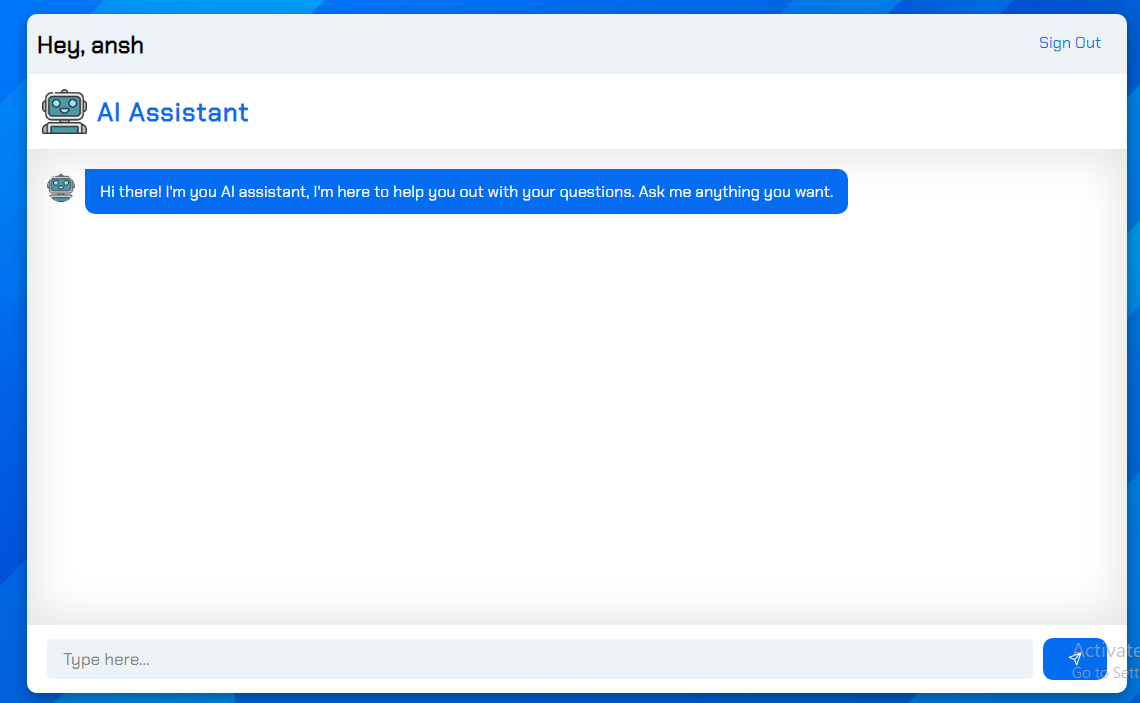 Hey, ansh
Sign Out
AI Assistant
Hi there! I'm you AI assistant, I'm here to help you out with your questions. Ask me anything you want.
Type here...
Activate
Go to Sett